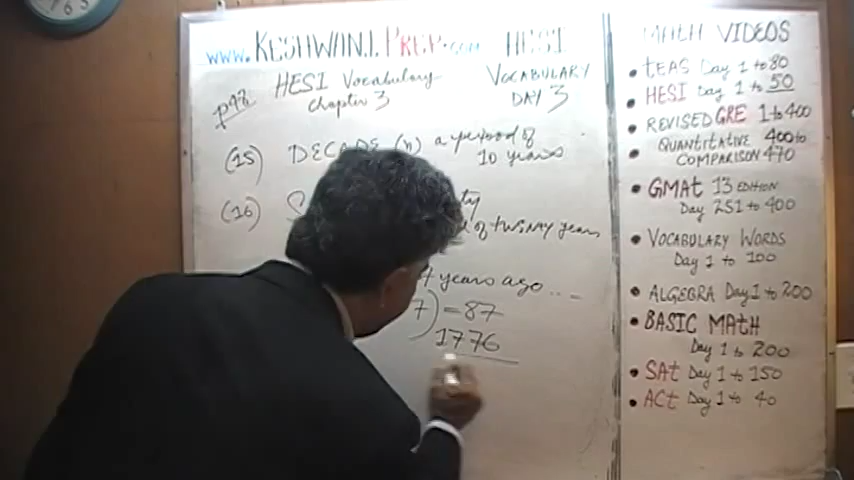 www.KESHWANI PREP.com HESI
HESI Vocabulary
chapter 3
p93
VOCABULARY
DAY 3
(15) DECADE (n) a period of
10 years
(16) S
of twenty years
4 years ago ....
7) = 87
1776
MATH VIDEOS
• TEAS Day 1 to 80
• HESI Day 1 to 50
• REVISED GRE 1 to 400
• QUANTITATIVE 400 to
COMPARISON 470
• GMAT 13 EDITION
Day 251 to 400
• VOCABULARY WORDS
Day 1 to 100
• ALGEBRA Day 1 to 200
• BASIC MATH
Day 1 to 200
• SAT Day 1 to 150
• ACT Day 1 to 40